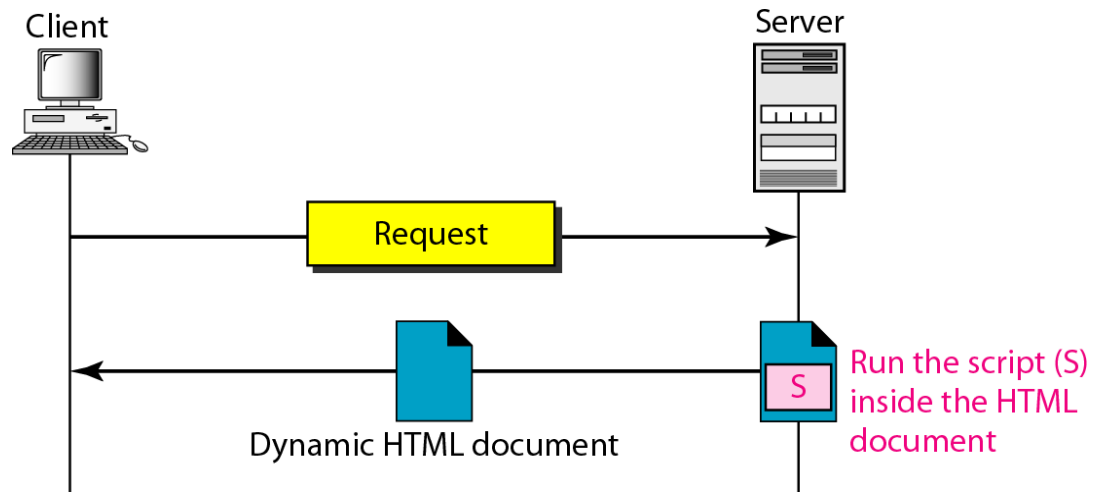 Client
Server
Request
S
Run the script (S)
inside the HTML
document
Dynamic HTML document